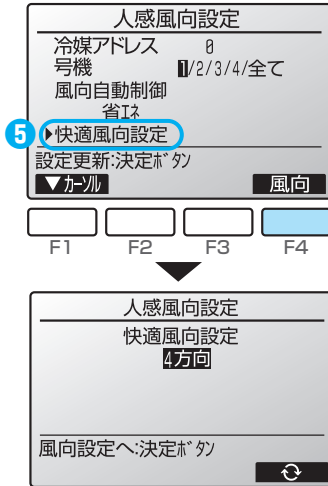 人感風向設定
冷媒アドレス 0
号機 1/2/3/4/全て
風向自動制御
省エネ
5 ▶快適風向設定
設定更新:決定ボタン
▼カーソル 風向
F1 F2 F3 F4
人感風向設定
快適風向設定
4方向
風向設定へ:決定ボタン